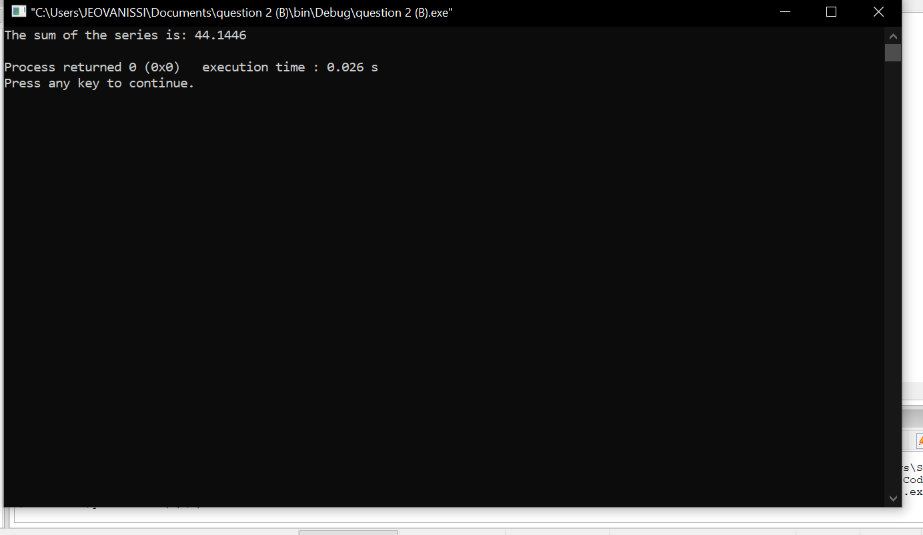 "C:\Users\JEOVANISSI\Documents\question 2 (B)\bin\Debug\question 2 (B).exe"
The sum of the series is: 44.1446
Process returned 0 (0x0)   execution time : 0.026 s
Press any key to continue.
s\S
Cod
.ex